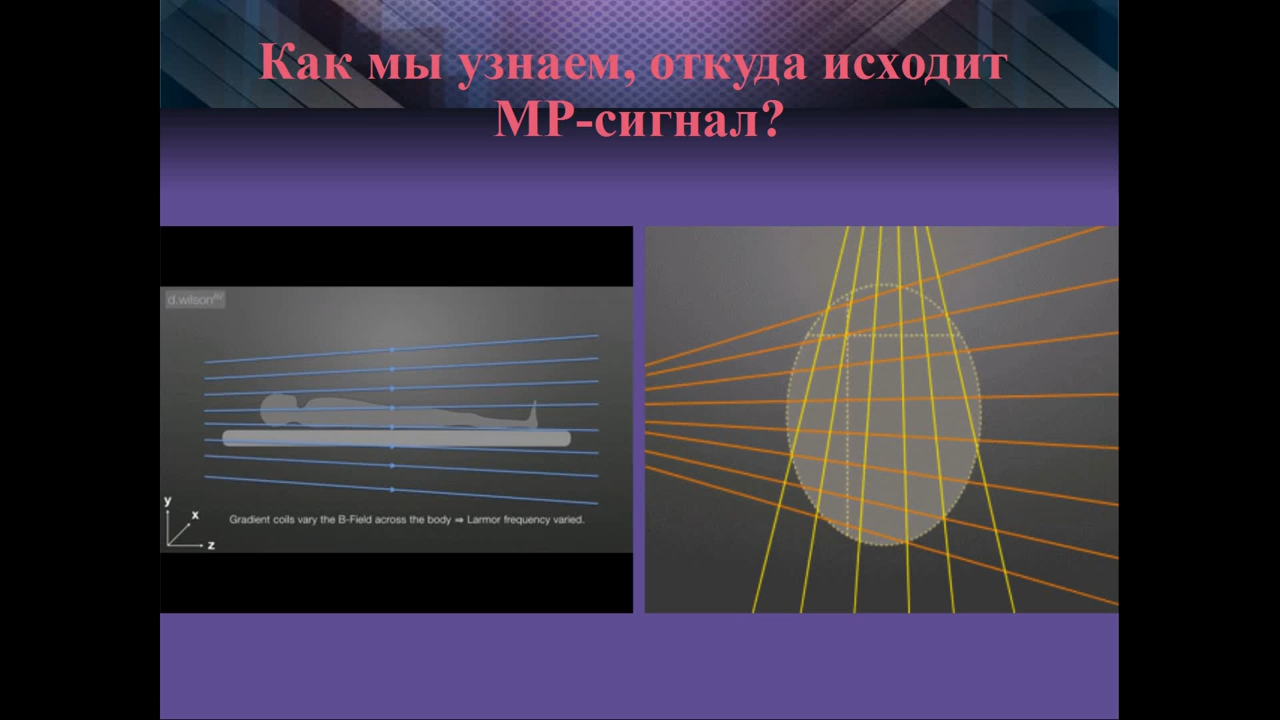 Как мы узнаем, откуда исходит
МР-сигнал?
d.wilson
y
x
z
Gradient coils vary the B-Field across the body ⇒ Larmor frequency varied.